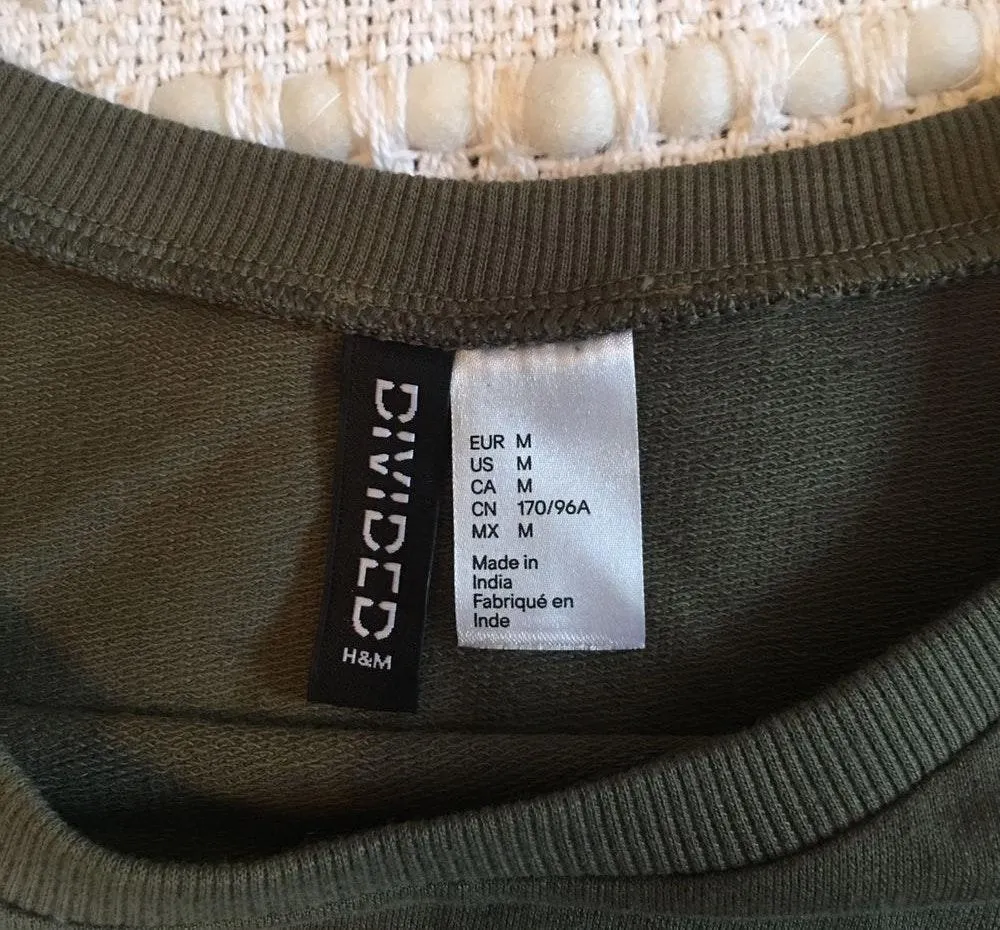 DIVIDED
H&M
EUR M
US M
CA M
CN 170/96A
MX M
Made in
India
Fabriqué en
Inde